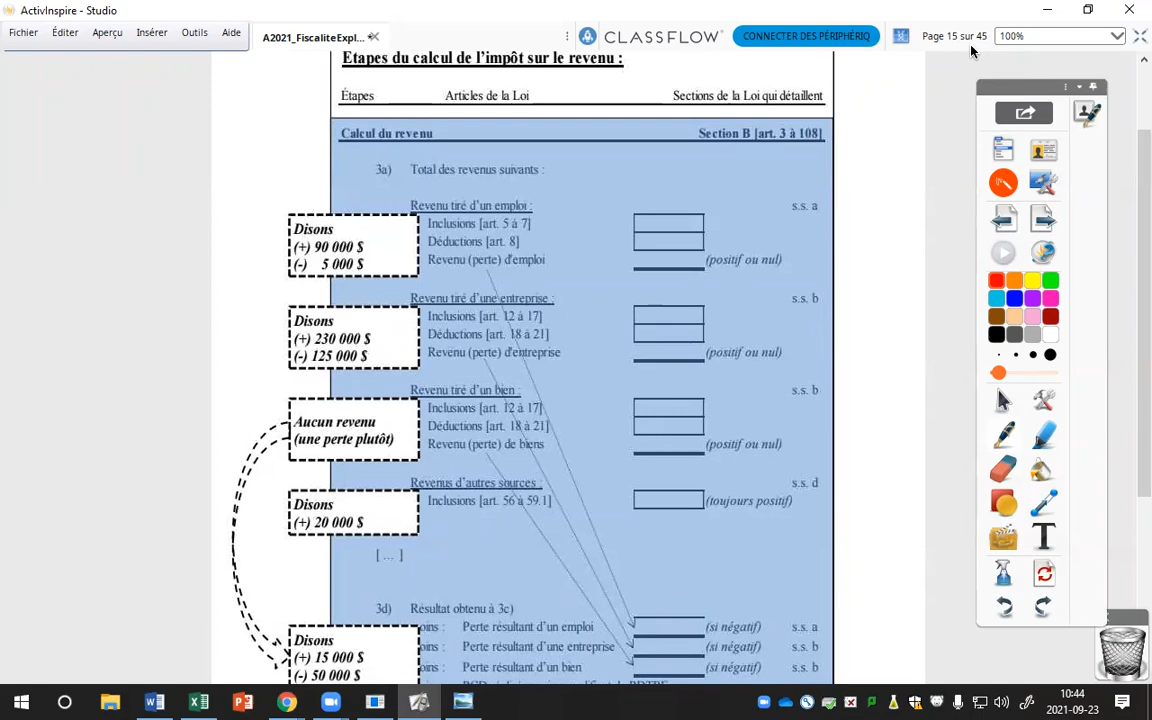 ActivInspire - Studio
Fichier Éditer Aperçu Insérer Outils Aide
A2021_FiscaliteExpl...
CLASSFLOW
CONNECTER DES PÉRIPHÉRIQ
Page 15 sur 45
100%
Etapes du calcul de l'impôt sur le revenu :
Étapes Articles de la Loi Sections de la Loi qui détaillent
Calcul du revenu Section B [art. 3 à 108]
3a) Total des revenus suivants :
Revenu tiré d'un emploi : s.s. a
Inclusions [art. 5 à 7]
Déductions [art. 8]
Revenu (perte) d'emploi (positif ou nul)
Disons
(+) 90 000 $
(-) 5 000 $
Revenu tiré d'une entreprise : s.s. b
Inclusions [art. 12 à 17]
Déductions [art. 18 à 21]
Revenu (perte) d'entreprise (positif ou nul)
Disons
(+) 230 000 $
(-) 125 000 $
Revenu tiré d'un bien : s.s. b
Inclusions [art. 12 à 17]
Déductions [art. 18 à 21]
Revenu (perte) de biens (positif ou nul)
Aucun revenu
(une perte plutôt)
Revenus d'autres sources : s.s. d
Inclusions [art. 56 à 59.1] (toujours positif)
Disons
(+) 20 000 $
[ ... ]
3d) Résultat obtenu à 3c)
oins : Perte résultant d'un emploi (si négatif) s.s. a
oins : Perte résultant d'une entreprise (si négatif) s.s. b
oins : Perte résultant d'un bien (si négatif) s.s. b
Disons
(+) 15 000 $
(-) 50 000 $
10:44
2021-09-23